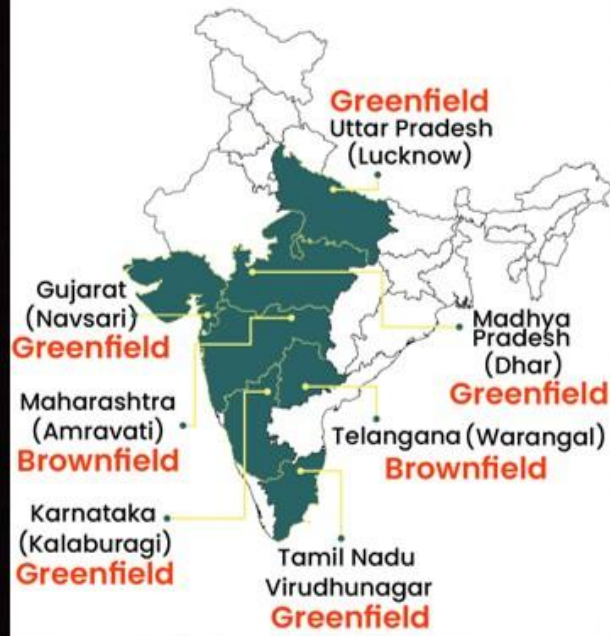 Greenfield
Uttar Pradesh
(Lucknow)
Gujarat
(Navsari)
Greenfield
Madhya
Pradesh
(Dhar)
Greenfield
Maharashtra
(Amravati)
Brownfield
Telangana (Warangal)
Brownfield
Karnataka
(Kalaburagi)
Greenfield
Tamil Nadu
Virudhunagar
Greenfield